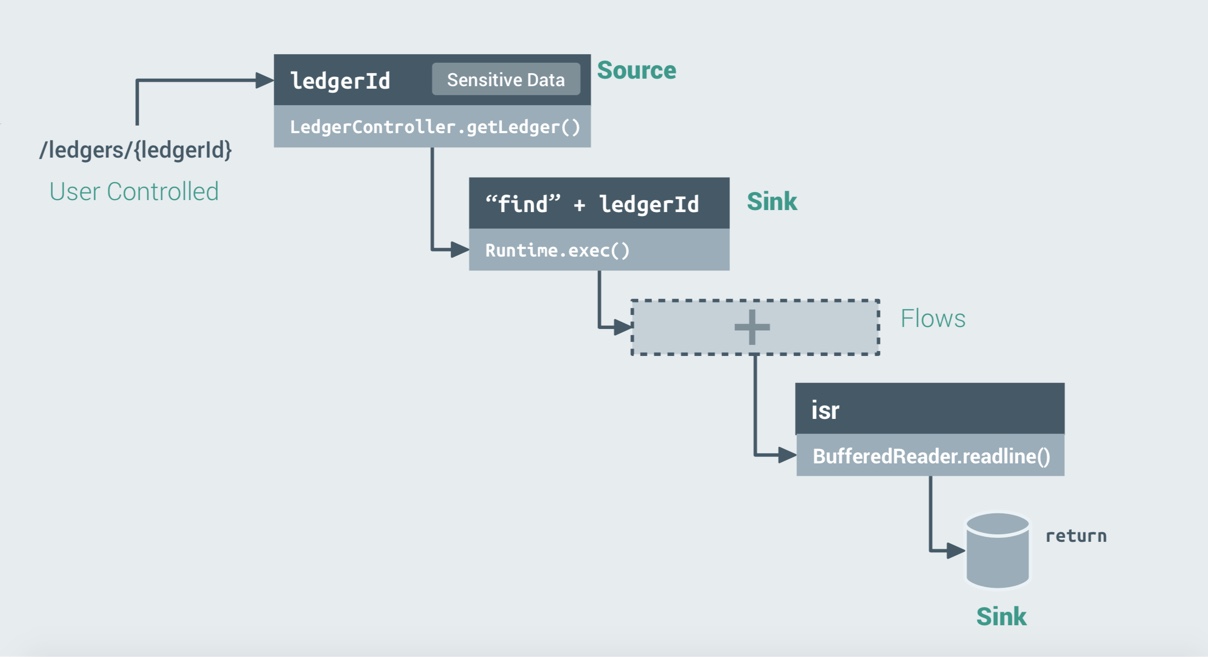 ledgerId
Sensitive Data
Source
LedgerController.getLedger()
/ledgers/{ledgerId}
User Controlled
“find” + ledgerId
Sink
Runtime.exec()
+
Flows
isr
BufferedReader.readline()
return
Sink